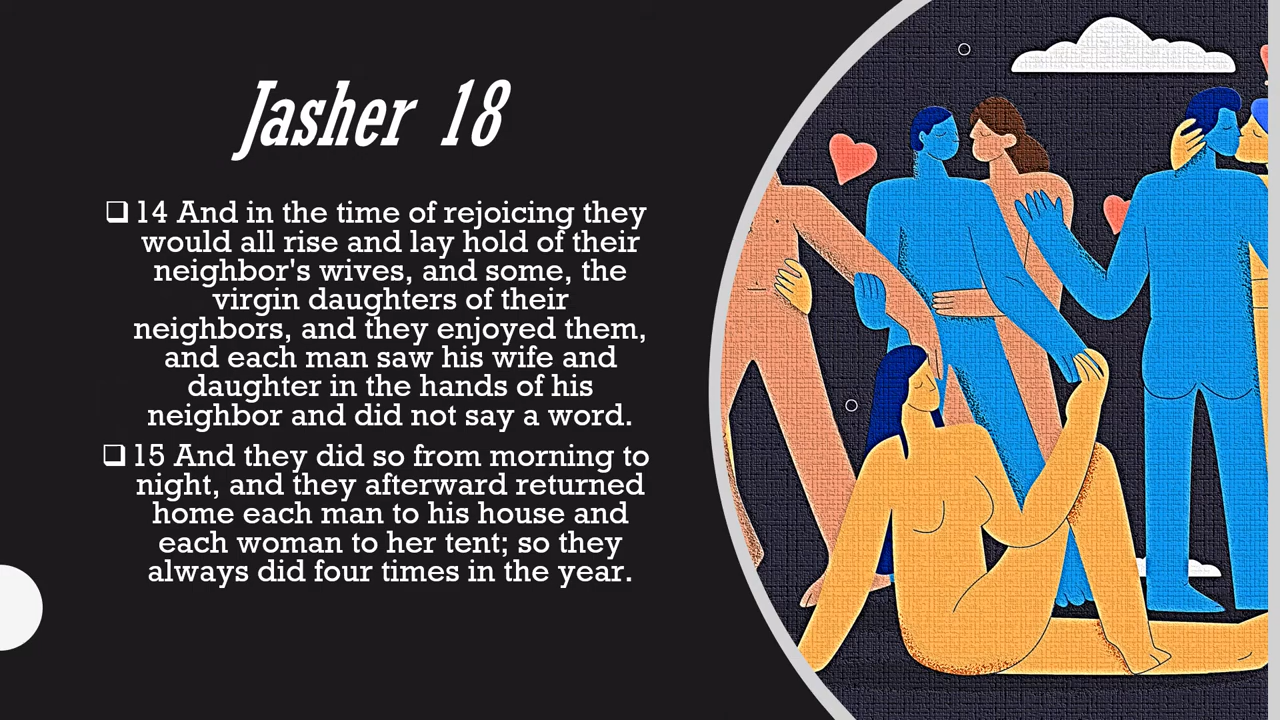 Jasher 18
14 And in the time of rejoicing they
would all rise and lay hold of their
neighbor's wives, and some, the
virgin daughters of their
neighbors, and they enjoyed them,
and each man saw his wife and
daughter in the hands of his
neighbor and did not say a word.
15 And they did so from morning to
night, and they afterward returned
home each man to his house and
each woman to her tent; so they
always did four times in the year.